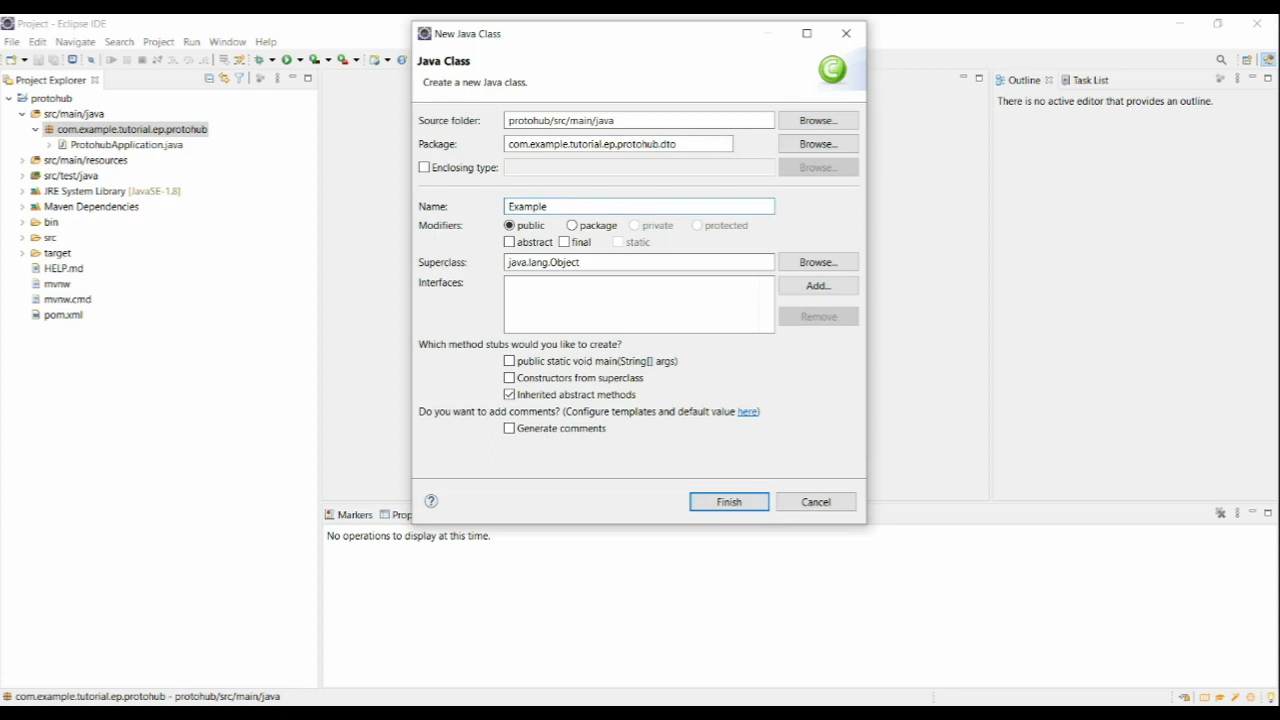 Project - Eclipse IDE
File Edit Navigate Search Project Run Window Help
Project Explorer
protohub
src/main/java
com.example.tutorial.ep.protohub
ProtohubApplication.java
src/main/resources
src/test/java
JRE System Library [JavaSE-1.8]
Maven Dependencies
bin
src
target
HELP.md
mvnw
mvnw.cmd
pom.xml
New Java Class
Java Class
Create a new Java class.
Source folder: protohub/src/main/java Browse...
Package: com.example.tutorial.ep.protohub.dto Browse...
Enclosing type: Browse...
Name: Example
Modifiers: public package private protected
abstract final static
Superclass: java.lang.Object Browse...
Interfaces: Add...
Remove
Which method stubs would you like to create?
public static void main(String[] args)
Constructors from superclass
Inherited abstract methods
Do you want to add comments? (Configure templates and default value here)
Generate comments
? Finish Cancel
Outline Task List
There is no active editor that provides an outline.
Markers Prop
No operations to display at this time.
com.example.tutorial.ep.protohub - protohub/src/main/java